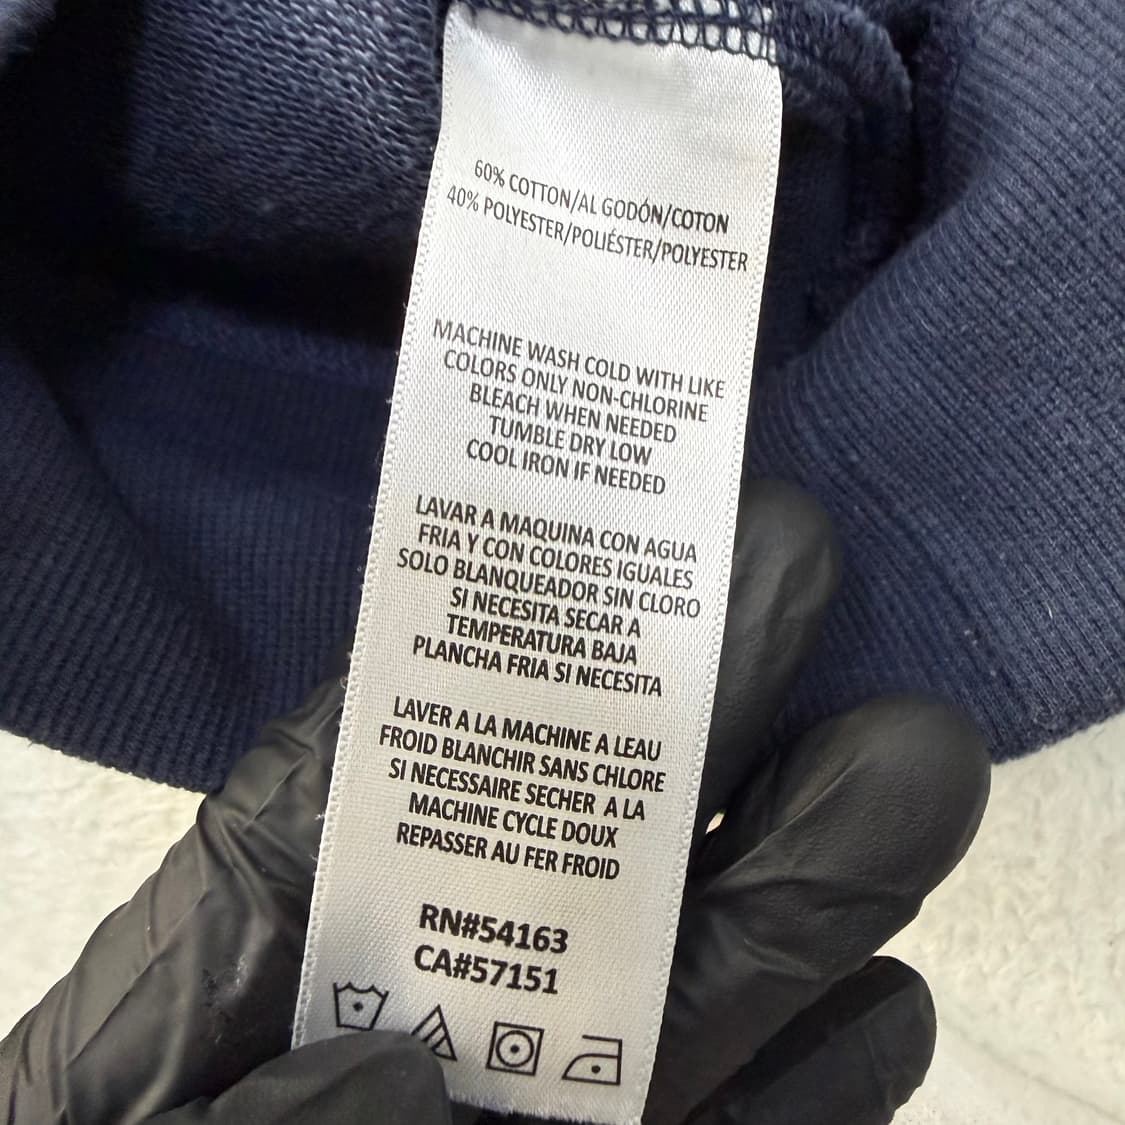 60% COTTON/AL GODÓN/COTON
40% POLYESTER/POLIÉSTER/POLYESTER
MACHINE WASH COLD WITH LIKE
COLORS ONLY NON-CHLORINE
BLEACH WHEN NEEDED
TUMBLE DRY LOW
COOL IRON IF NEEDED
LAVAR A MAQUINA CON AGUA
FRIA Y CON COLORES IGUALES
SOLO BLANQUEADOR SIN CLORO
SI NECESITA SECAR A
TEMPERATURA BAJA
PLANCHA FRIA SI NECESITA
LAVER A LA MACHINE A LEAU
FROID BLANCHIR SANS CHLORE
SI NECESSAIRE SECHER A LA
MACHINE CYCLE DOUX
REPASSER AU FER FROID
RN#54163
CA#57151